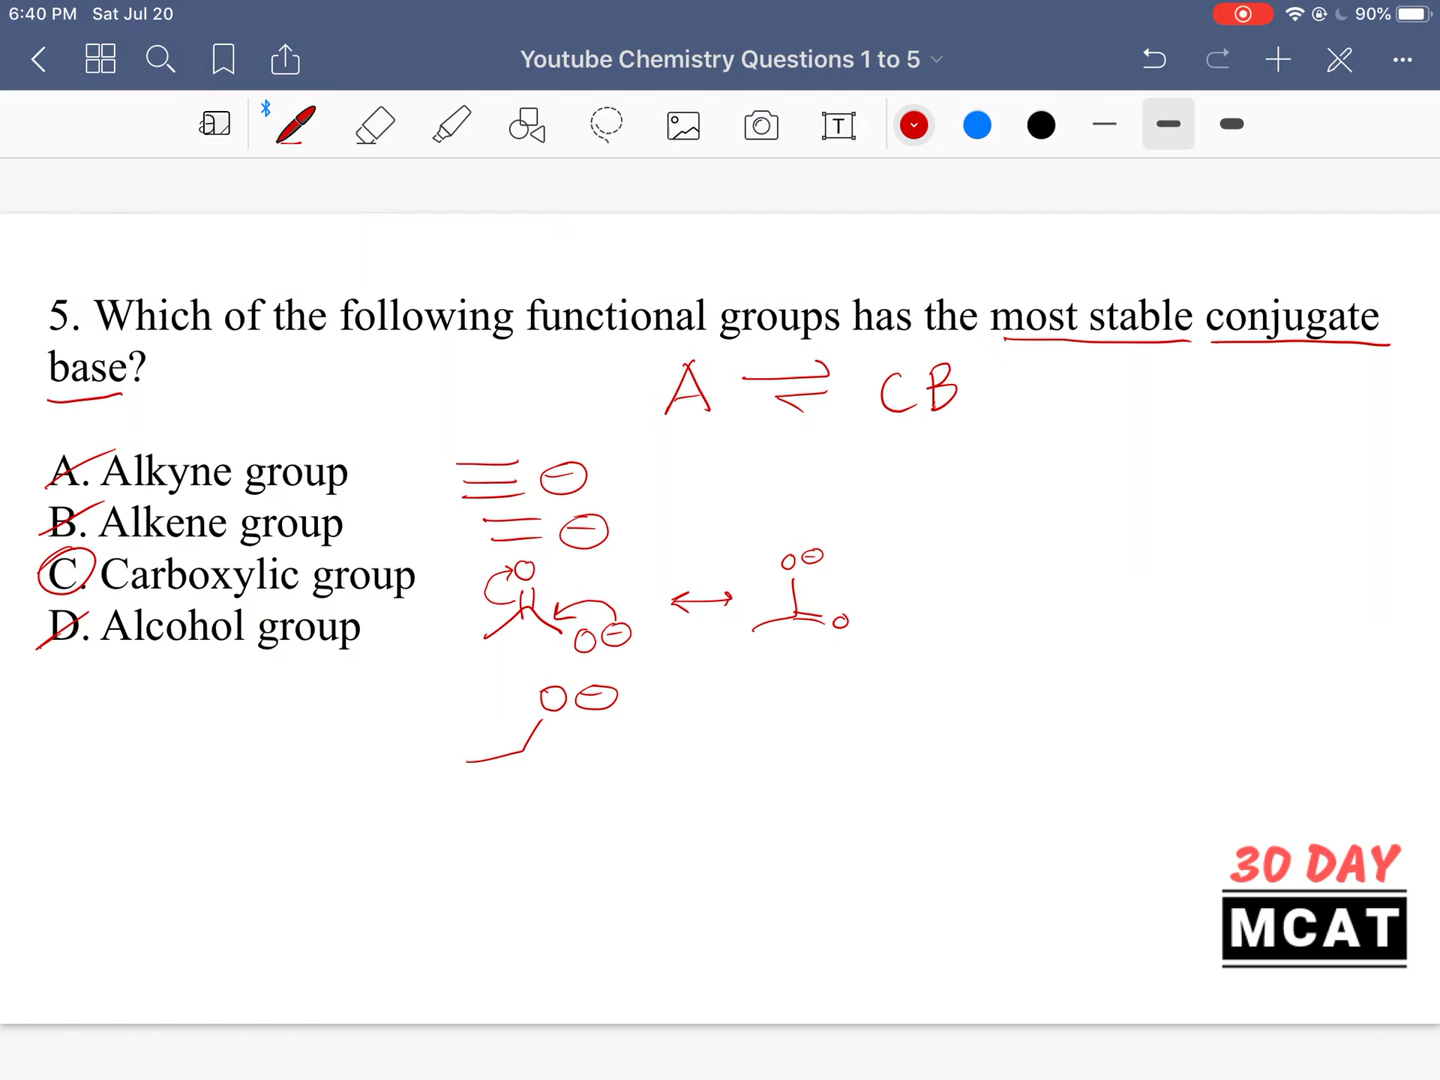 6:40 PM Sat Jul 20
90%
Youtube Chemistry Questions 1 to 5
T
5. Which of the following functional groups has the most stable conjugate
base?
A ⇌ CB
A. Alkyne group
B. Alkene group
C. Carboxylic group
D. Alcohol group
⊖
⊖
O
O ⊖
↔
O ⊖
O
O ⊖
30 DAY
MCAT